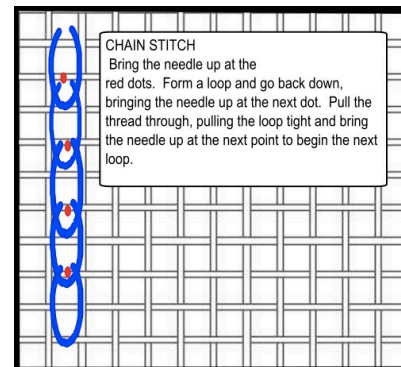 CHAIN STITCH
Bring the needle up at the
red dots. Form a loop and go back down,
bringing the needle up at the next dot. Pull the
thread through, pulling the loop tight and bring
the needle up at the next point to begin the next
loop.